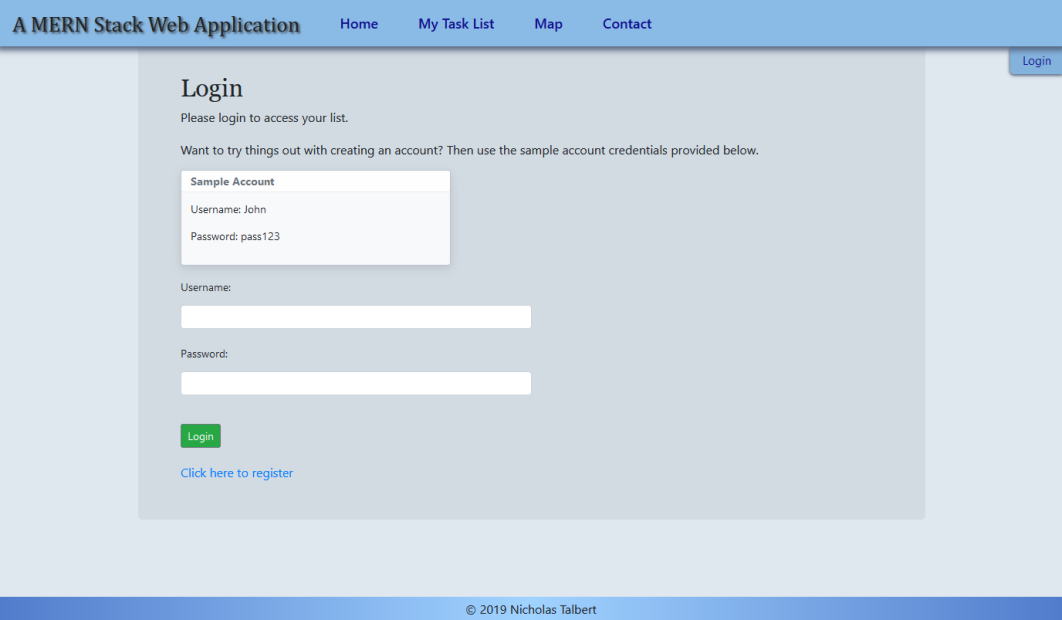 A MERN Stack Web Application Home My Task List Map Contact
Login
Login
Please login to access your list.
Want to try things out with creating an account? Then use the sample account credentials provided below.
Sample Account
Username: John
Password: pass123
Username:
Password:
Login
Click here to register
© 2019 Nicholas Talbert